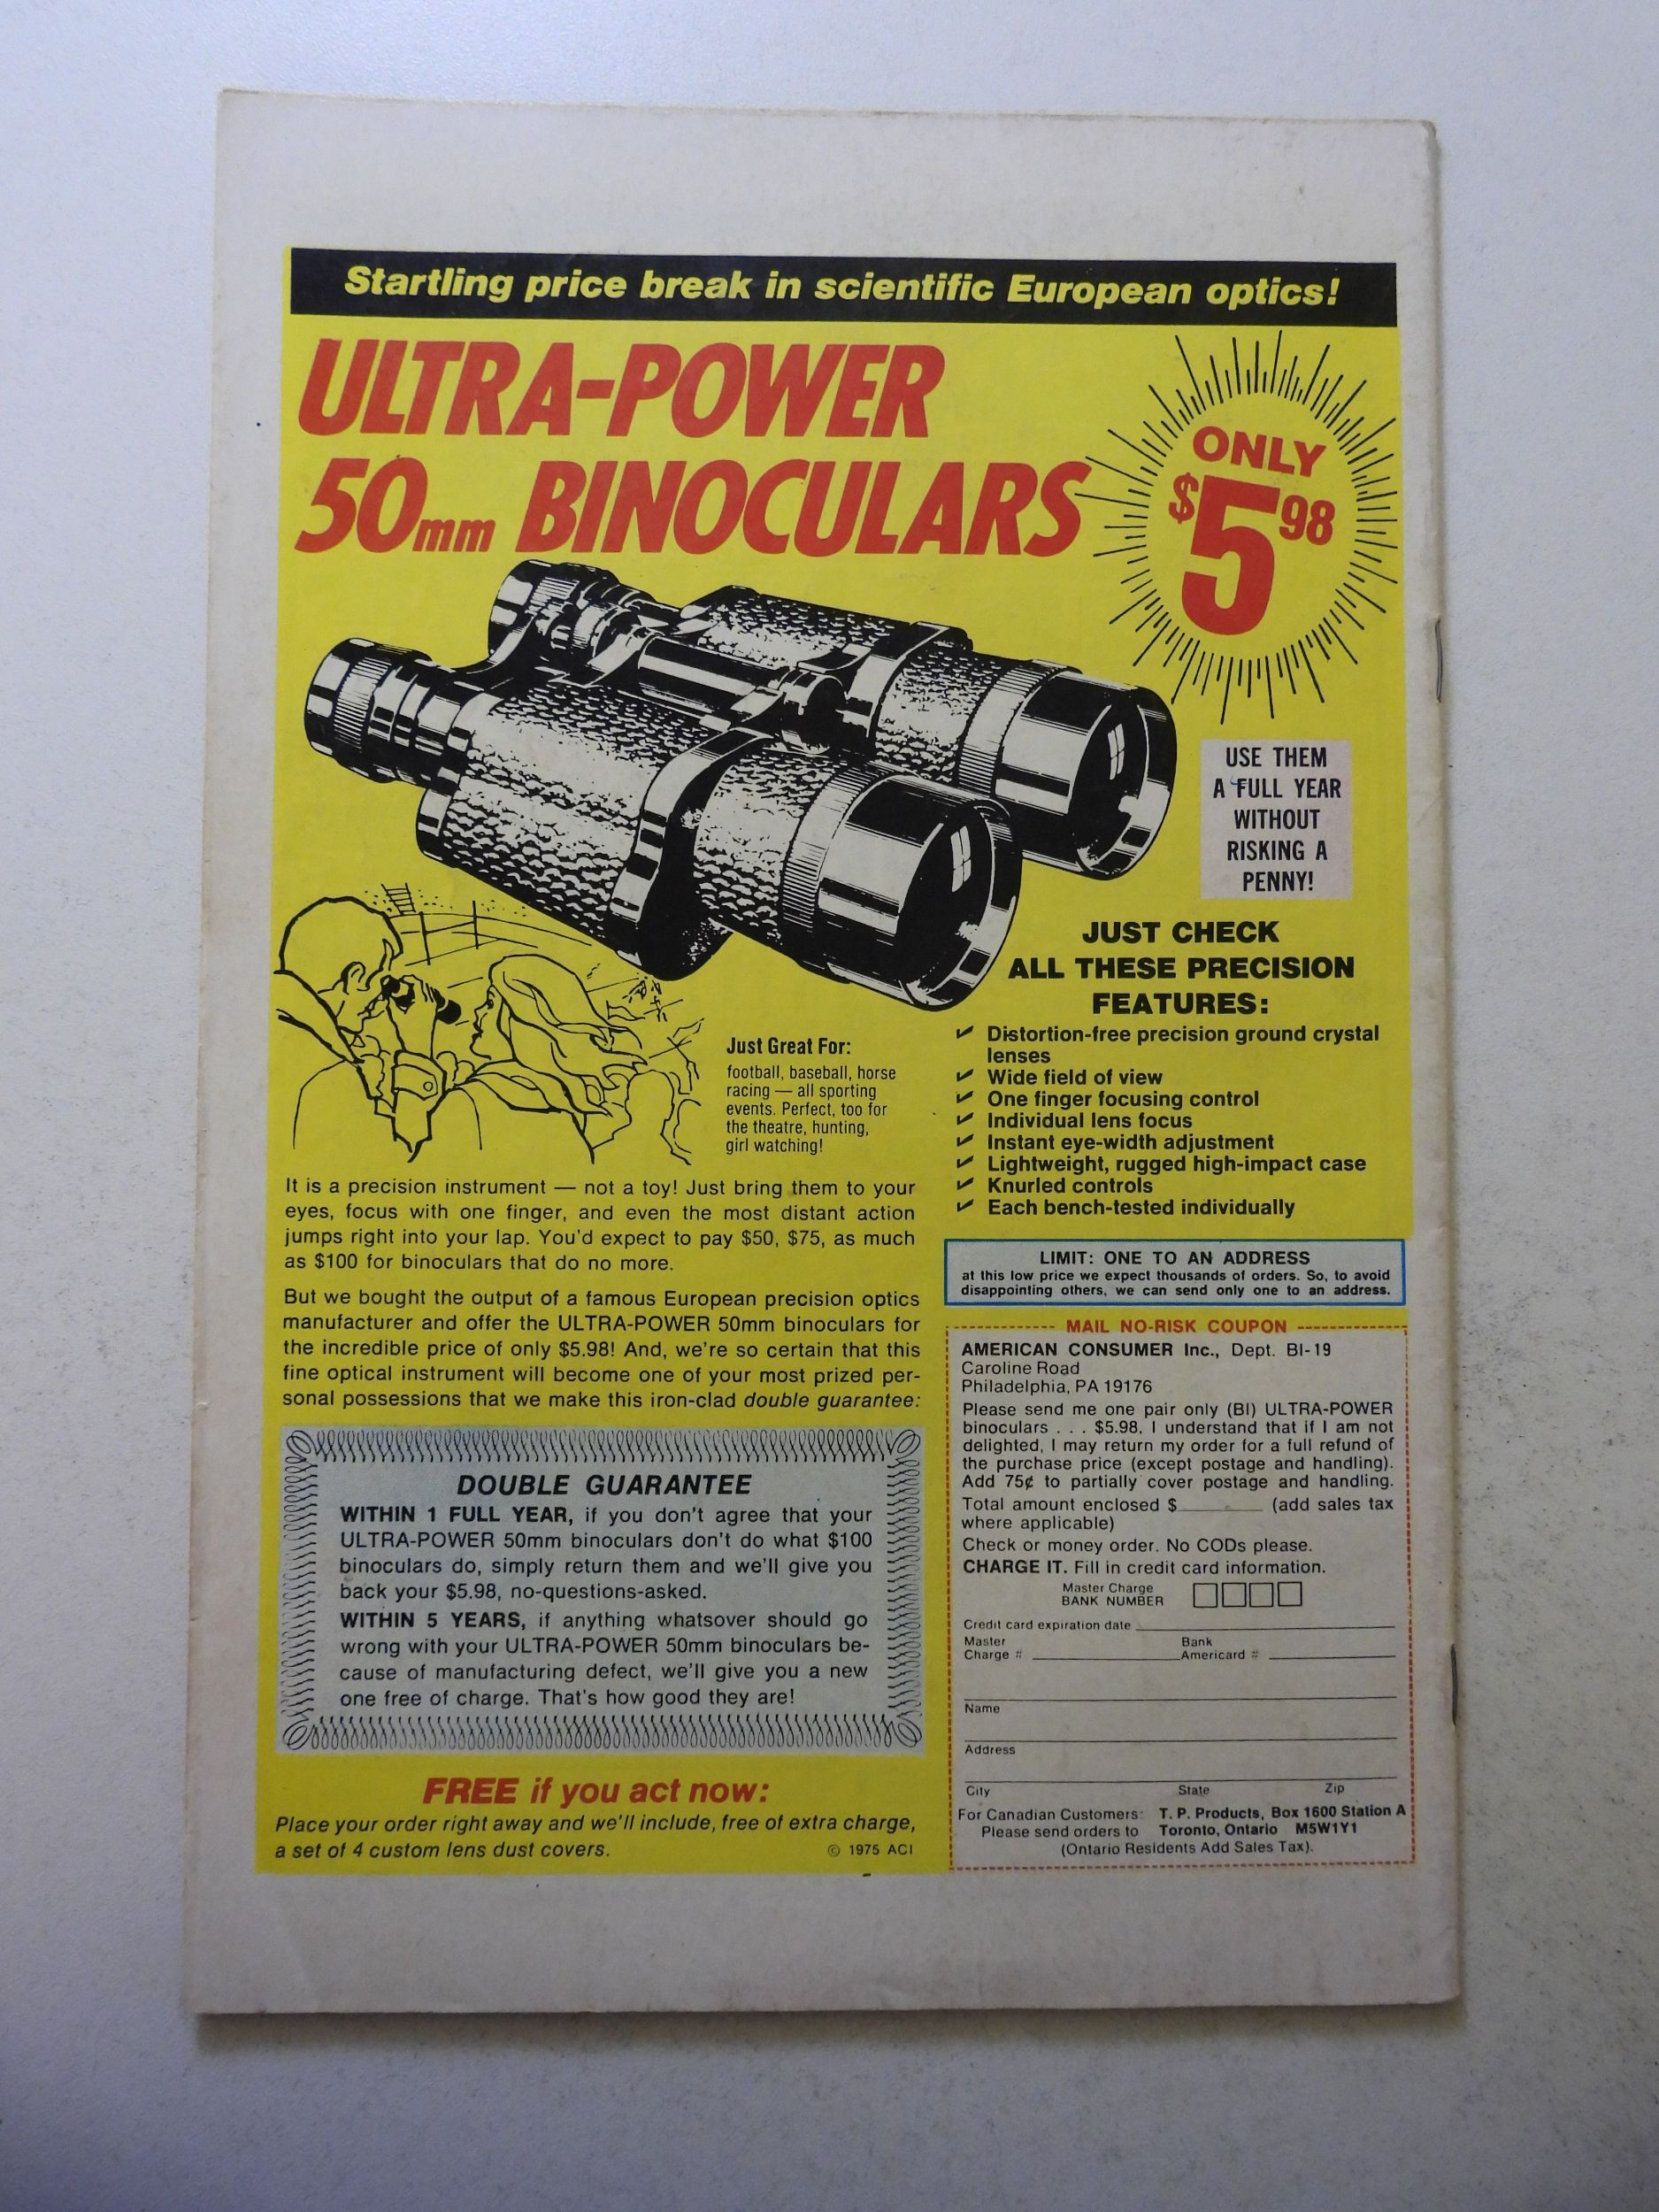 Startling price break in scientific European optics!
ULTRA-POWER
50mm BINOCULARS
ONLY
$5 98
USE THEM
A FULL YEAR
WITHOUT
RISKING A
PENNY!
JUST CHECK
ALL THESE PRECISION
FEATURES:
✔ Distortion-free precision ground crystal
lenses
✔ Wide field of view
✔ One finger focusing control
✔ Individual lens focus
✔ Instant eye-width adjustment
✔ Lightweight, rugged high-impact case
✔ Knurled controls
✔ Each bench-tested individually
Just Great For:
football, baseball, horse
racing — all sporting
events. Perfect, too for
the theatre, hunting,
girl watching!
It is a precision instrument — not a toy! Just bring them to your
eyes, focus with one finger, and even the most distant action
jumps right into your lap. You'd expect to pay $50, $75, as much
as $100 for binoculars that do no more.
But we bought the output of a famous European precision optics
manufacturer and offer the ULTRA-POWER 50mm binoculars for
the incredible price of only $5.98! And, we're so certain that this
fine optical instrument will become one of your most prized per-
sonal possessions that we make this iron-clad double guarantee:
DOUBLE GUARANTEE
WITHIN 1 FULL YEAR, if you don't agree that your
ULTRA-POWER 50mm binoculars don't do what $100
binoculars do, simply return them and we'll give you
back your $5.98, no-questions-asked.
WITHIN 5 YEARS, if anything whatsover should go
wrong with your ULTRA-POWER 50mm binoculars be-
cause of manufacturing defect, we'll give you a new
one free of charge. That's how good they are!
FREE if you act now:
Place your order right away and we'll include, free of extra charge,
a set of 4 custom lens dust covers.
© 1975 ACI
LIMIT: ONE TO AN ADDRESS
at this low price we expect thousands of orders. So, to avoid
disappointing others, we can send only one to an address.
MAIL NO-RISK COUPON
AMERICAN CONSUMER Inc., Dept. BI-19
Caroline Road
Philadelphia, PA 19176
Please send me one pair only (BI) ULTRA-POWER
binoculars . . . $5.98. I understand that if I am not
delighted, I may return my order for a full refund of
the purchase price (except postage and handling).
Add 75¢ to partially cover postage and handling.
Total amount enclosed $________ (add sales tax
where applicable)
Check or money order. No CODs please.
CHARGE IT. Fill in credit card information.
Master Charge
BANK NUMBER
Credit card expiration date
Master
Charge #
Bank
Americard #
Name
Address
City State Zip
For Canadian Customers: T. P. Products, Box 1600 Station A
Please send orders to Toronto, Ontario M5W1Y1
(Ontario Residents Add Sales Tax).